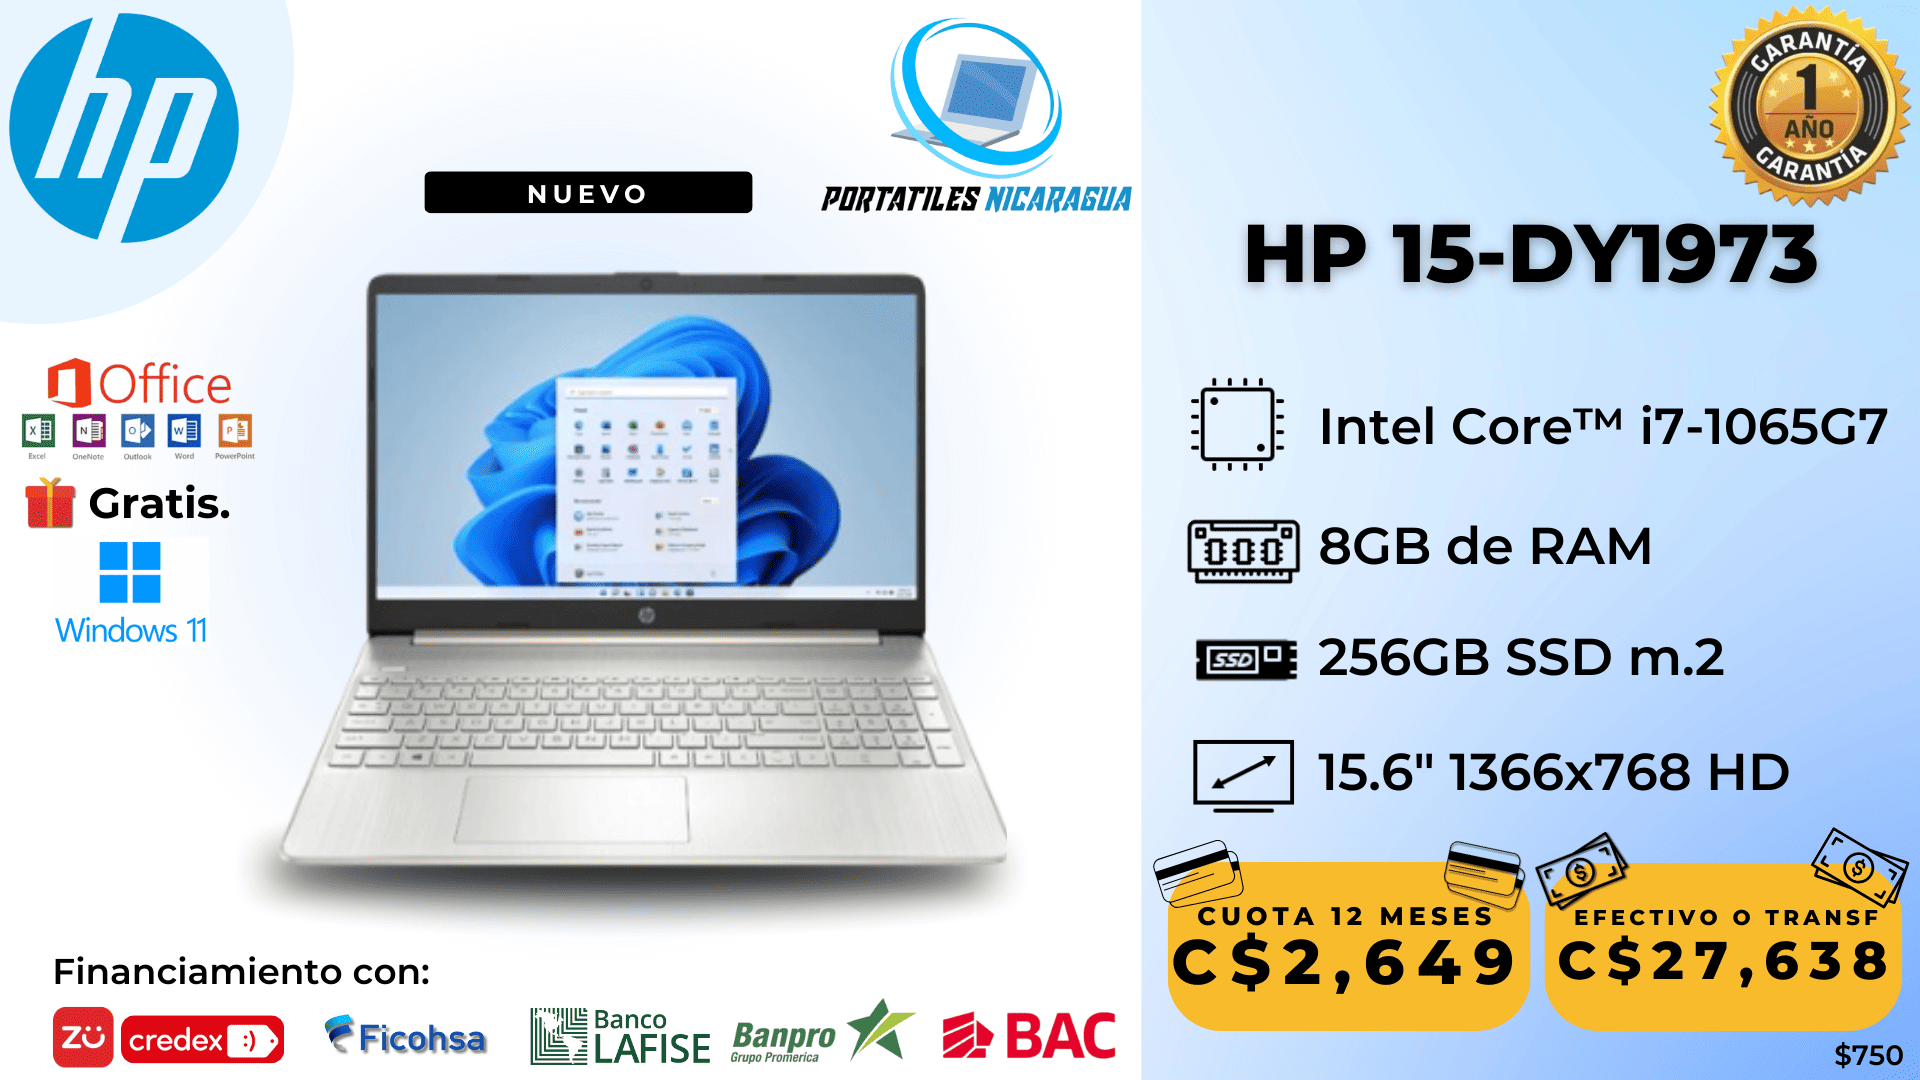 hp
NUEVO
PORTATILES NICARAGUA
GARANTÍA
1
AÑO
GARANTÍA
HP 15-DY1973
Office
Excel
OneNote
Outlook
Word
PowerPoint
Gratis.
Windows 11
Intel Core™ i7-1065G7
8GB de RAM
SSD
256GB SSD m.2
15.6" 1366x768 HD
CUOTA 12 MESES
C$2,649
EFECTIVO O TRANSF
C$27,638
$750
Financiamiento con:
zü
credex :)
Ficohsa
Banco
LAFISE
Banpro
Grupo Promerica
BAC